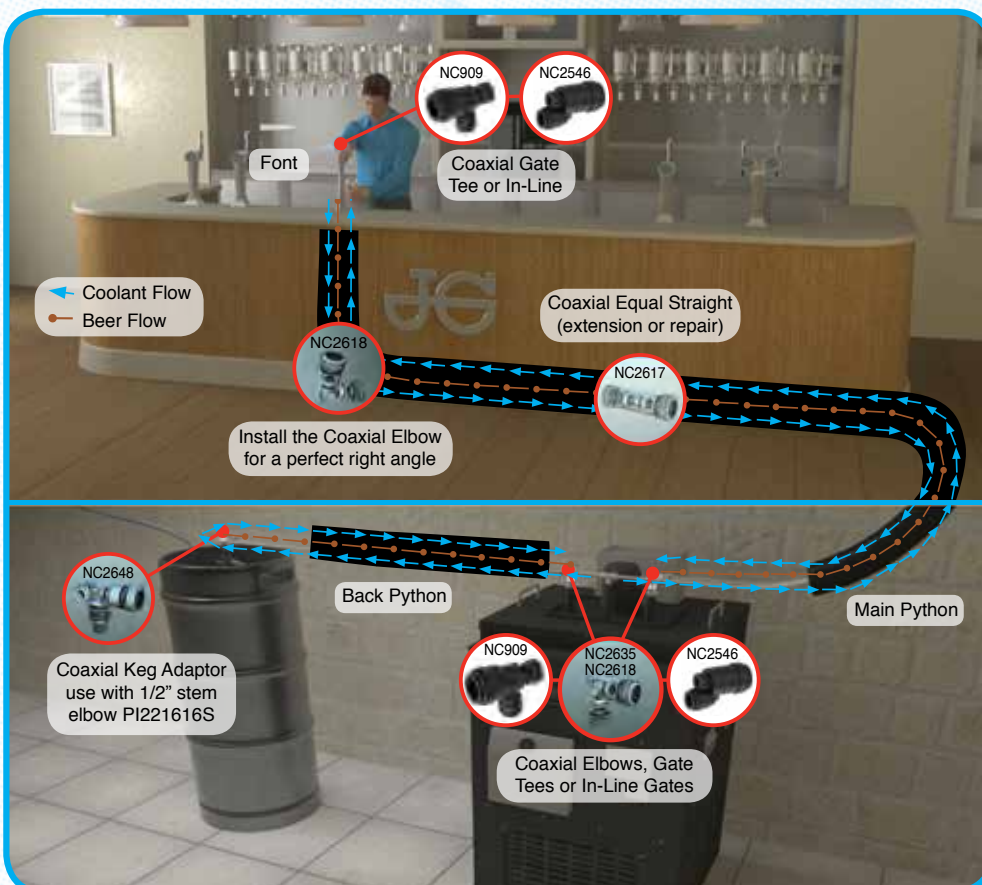 NC909
NC2546
Font
Coaxial Gate
Tee or In-Line
Coolant Flow
Beer Flow
JG
Coaxial Equal Straight
(extension or repair)
NC2618
NC2617
Install the Coaxial Elbow
for a perfect right angle
NC2648
Back Python
Main Python
Coaxial Keg Adaptor
use with 1/2” stem
elbow PI221616S
NC909
NC2635
NC2618
NC2546
Coaxial Elbows, Gate
Tees or In-Line Gates